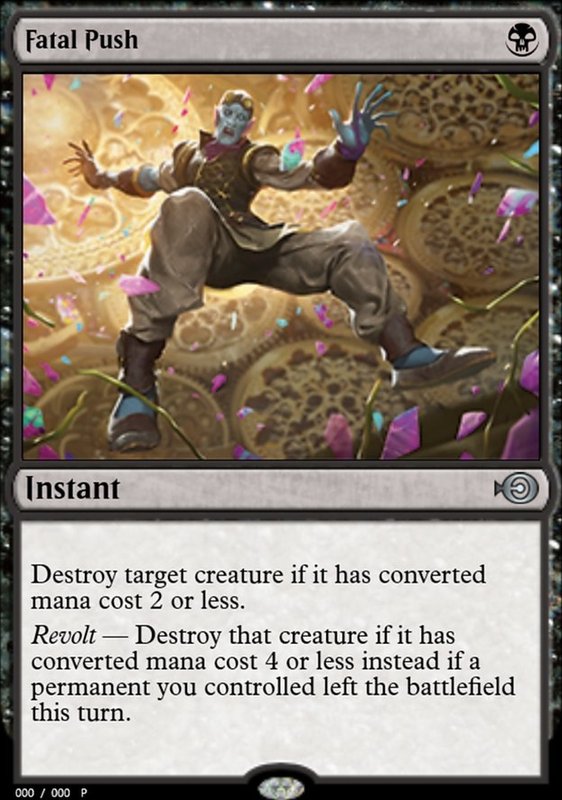 Fatal Push
Instant
Destroy target creature if it has converted
mana cost 2 or less.
Revolt — Destroy that creature if it has
converted mana cost 4 or less instead if a
permanent you controlled left the battlefield
this turn.
000 / 000 P